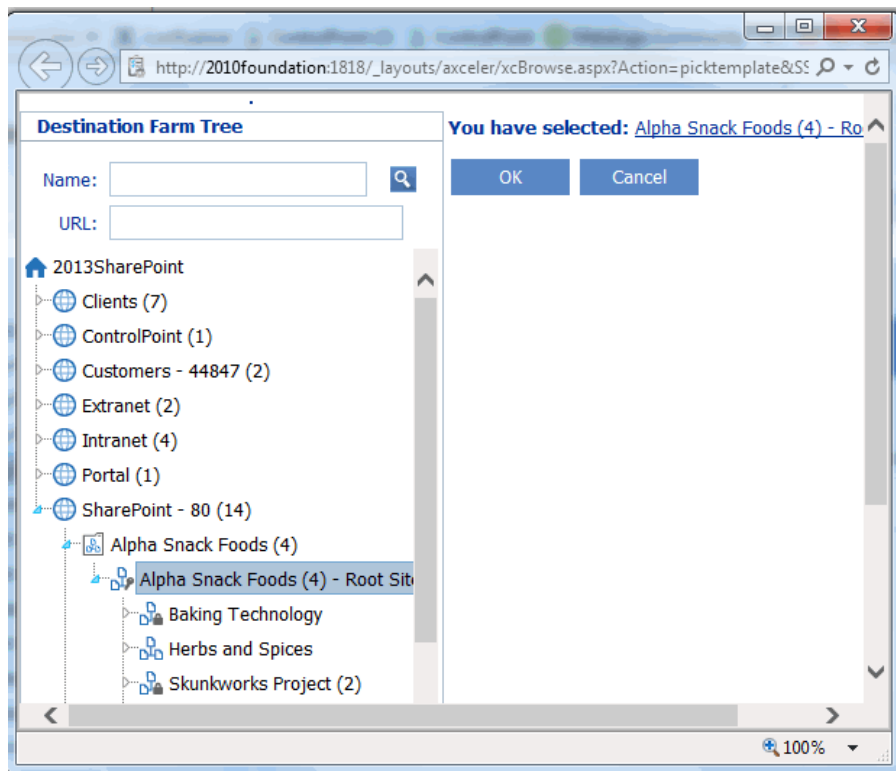 http://2010foundation:1818/_layouts/axceler/xcBrowse.aspx?Action=picktemplate&SS
Destination Farm Tree
You have selected: Alpha Snack Foods (4) - Ro
Name:
OK Cancel
URL:
2013SharePoint
Clients (7)
ControlPoint (1)
Customers - 44847 (2)
Extranet (2)
Intranet (4)
Portal (1)
SharePoint - 80 (14)
Alpha Snack Foods (4)
Alpha Snack Foods (4) - Root Site
Baking Technology
Herbs and Spices
Skunkworks Project (2)
100%